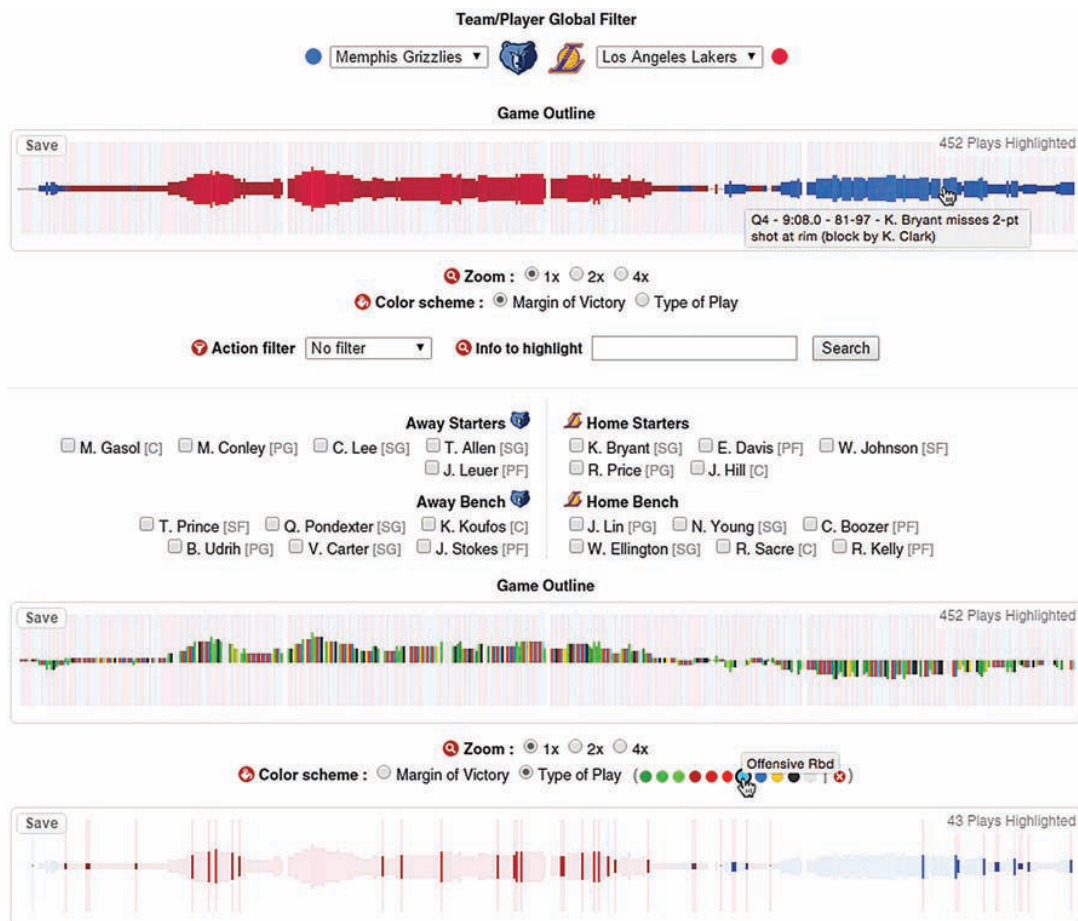 Team/Player Global Filter
Memphis Grizzlies Los Angeles Lakers
Game Outline
Save 452 Plays Highlighted
Q4 - 9:08.0 - 81-97 - K. Bryant misses 2-pt
shot at rim (block by K. Clark)
Zoom : 1x 2x 4x
Color scheme : Margin of Victory Type of Play
Action filter No filter Info to highlight Search
Away Starters
M. Gasol [C] M. Conley [PG] C. Lee [SG] T. Allen [SG]
J. Leuer [PF]
Away Bench
T. Prince [SF] Q. Pondexter [SG] K. Koufos [C]
B. Udrih [PG] V. Carter [SG] J. Stokes [PF]
Home Starters
K. Bryant [SG] E. Davis [PF] W. Johnson [SF]
R. Price [PG] J. Hill [C]
Home Bench
J. Lin [PG] N. Young [SG] C. Boozer [PF]
W. Ellington [SG] R. Sacre [C] R. Kelly [PF]
Game Outline
Save 452 Plays Highlighted
Zoom : 1x 2x 4x
Offensive Rbd
Color scheme : Margin of Victory Type of Play ( | )
Save 43 Plays Highlighted